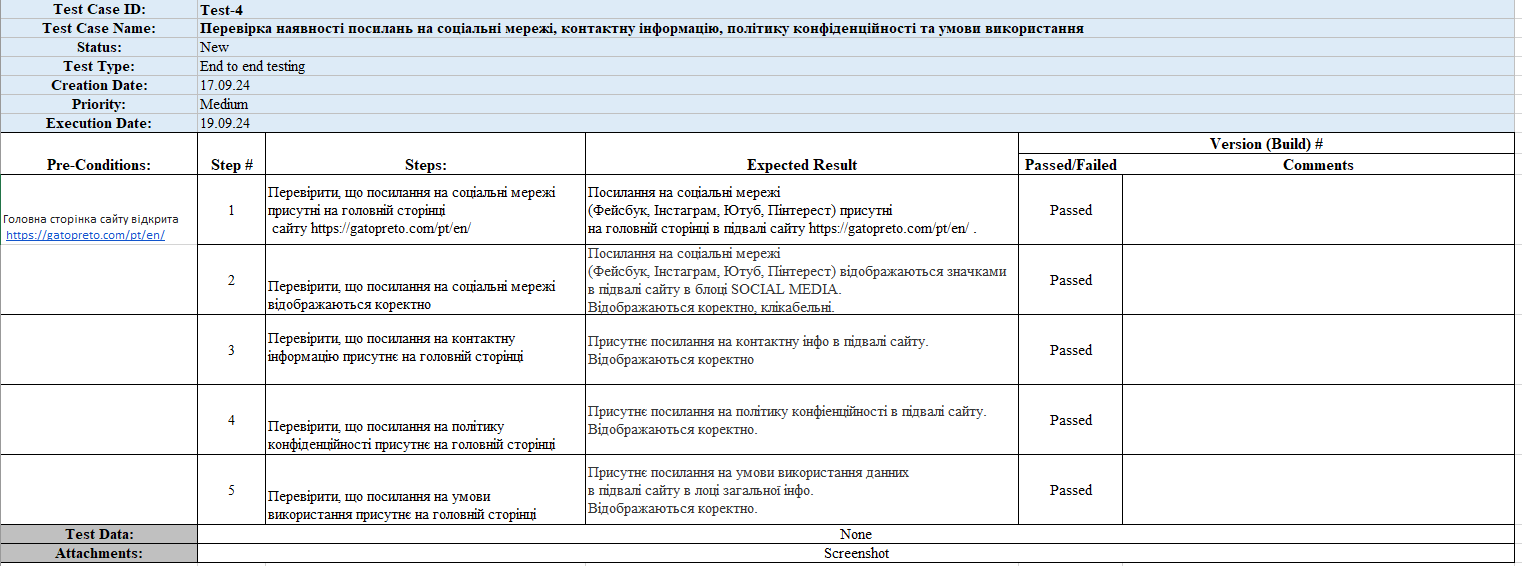 Test Case ID: Test-4
Test Case Name: Перевірка наявності посилань на соціальні мережі, контактну інформацію, політику конфіденційності та умови використання
Status: New
Test Type: End to end testing
Creation Date: 17.09.24
Priority: Medium
Execution Date: 19.09.24
Version (Build) #
Pre-Conditions: Step # Steps: Expected Result Passed/Failed Comments
Головна сторінка сайту відкрита
https://gatopreto.com/pt/en/
1
Перевірити, що посилання на соціальні мережі
присутні на головній сторінці
сайту https://gatopreto.com/pt/en/
Посилання на соціальні мережі
(Фейсбук, Інстаграм, Ютуб, Пінтерест) присутні
на головній сторінці в підвалі сайту https://gatopreto.com/pt/en/ .
Passed
2
Перевірити, що посилання на соціальні мережі
відображаються коректно
Посилання на соціальні мережі
(Фейсбук, Інстаграм, Ютуб, Пінтерест) відображаються значками
в підвалі сайту в блоці SOCIAL MEDIA.
Відображаються коректно, клікабельні.
Passed
3
Перевірити, що посилання на контактну
інформацію присутнє на головній сторінці
Присутнє посилання на контактну інфо в підвалі сайту.
Відображаються коректно
Passed
4
Перевірити, що посилання на політику
конфіденційності присутнє на головній сторінці
Присутнє посилання на політику конфіенційності в підвалі сайту.
Відображаються коректно.
Passed
5
Перевірити, що посилання на умови
використання присутнє на головній сторінці
Присутнє посилання на умови використання данних
в підвалі сайту в лоці загальної інфо.
Відображаються коректно.
Passed
Test Data: None
Attachments: Screenshot